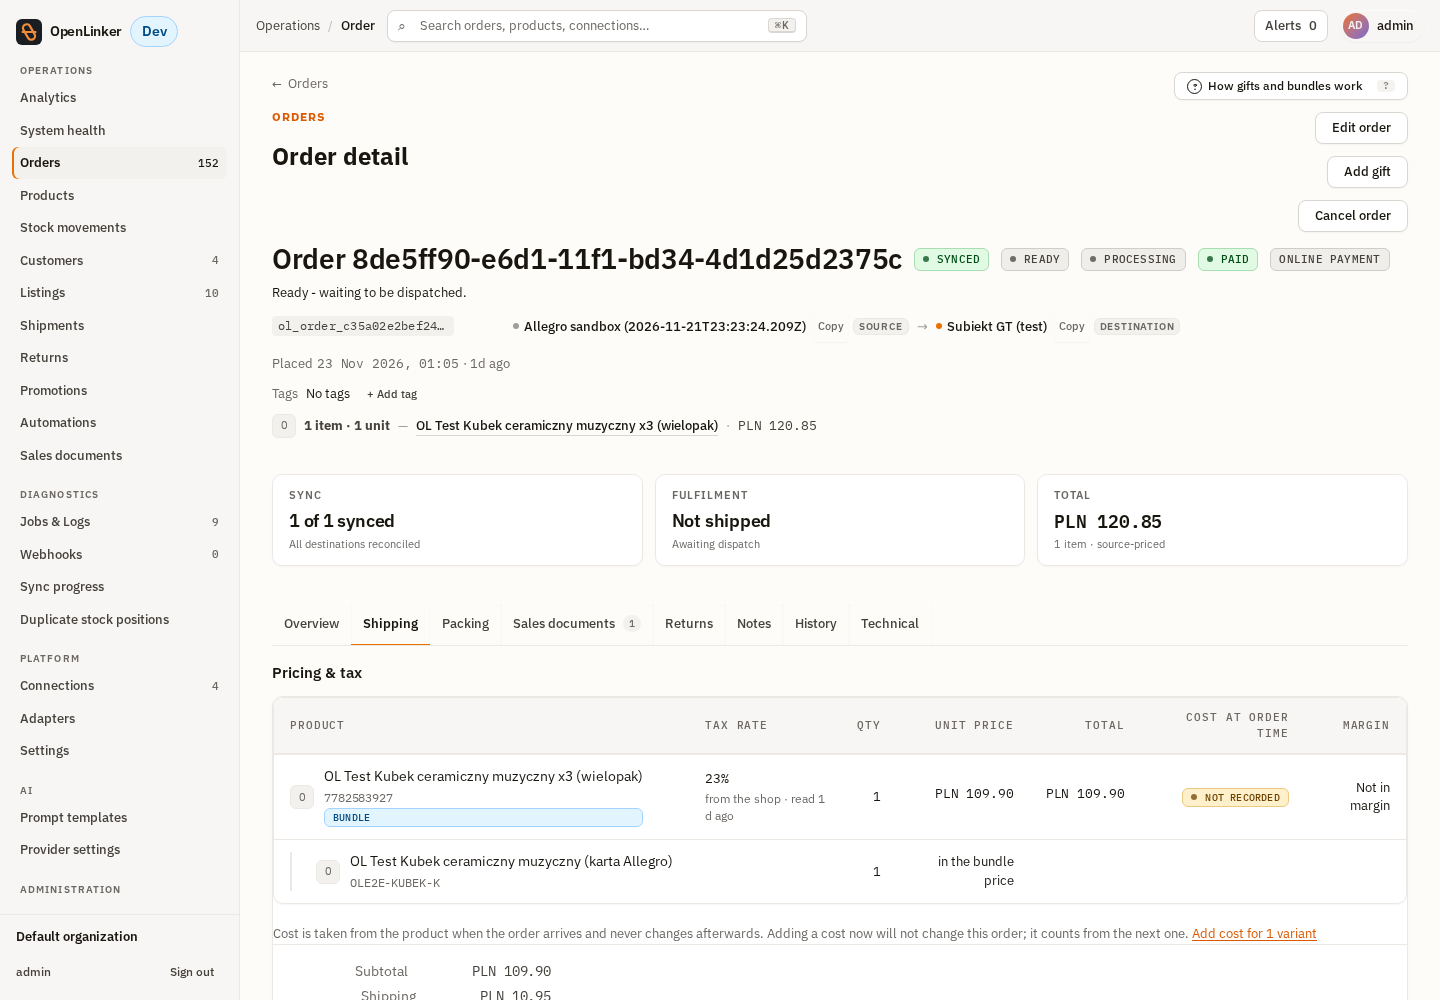 OpenLinker Dev
OPERATIONS
Analytics
System health
Orders 152
Products
Stock movements
Customers 4
Listings 10
Shipments
Returns
Promotions
Automations
Sales documents
DIAGNOSTICS
Jobs & Logs 9
Webhooks 0
Sync progress
Duplicate stock positions
PLATFORM
Connections 4
Adapters
Settings
AI
Prompt templates
Provider settings
ADMINISTRATION
Default organization
admin Sign out
Operations / Order
Search orders, products, connections... ⌘K
Alerts 0
AD admin
← Orders
? How gifts and bundles work ?
ORDERS
Order detail
Edit order
Add gift
Cancel order
Order 8de5ff90-e6d1-11f1-bd34-4d1d25d2375c SYNCED READY PROCESSING PAID ONLINE PAYMENT
Ready - waiting to be dispatched.
ol_order_c35a02e2bef24… Allegro sandbox (2026-11-21T23:23:24.209Z) Copy SOURCE → Subiekt GT (test) Copy DESTINATION
Placed 23 Nov 2026, 01:05 · 1d ago
Tags No tags + Add tag
O 1 item · 1 unit — OL Test Kubek ceramiczny muzyczny x3 (wielopak) · PLN 120.85
SYNC
1 of 1 synced
All destinations reconciled
FULFILMENT
Not shipped
Awaiting dispatch
TOTAL
PLN 120.85
1 item · source-priced
Overview Shipping Packing Sales documents 1 Returns Notes History Technical
Pricing & tax
PRODUCT TAX RATE QTY UNIT PRICE TOTAL COST AT ORDER TIME MARGIN
O OL Test Kubek ceramiczny muzyczny x3 (wielopak)
7782583927
BUNDLE
23%
from the shop · read 1
d ago
1 PLN 109.90 PLN 109.90 NOT RECORDED
Not in
margin
O OL Test Kubek ceramiczny muzyczny (karta Allegro)
OLE2E-KUBEK-K
1
in the bundle
price
Cost is taken from the product when the order arrives and never changes afterwards. Adding a cost now will not change this order; it counts from the next one. Add cost for 1 variant
Subtotal PLN 109.90
Shipping PLN 10.95